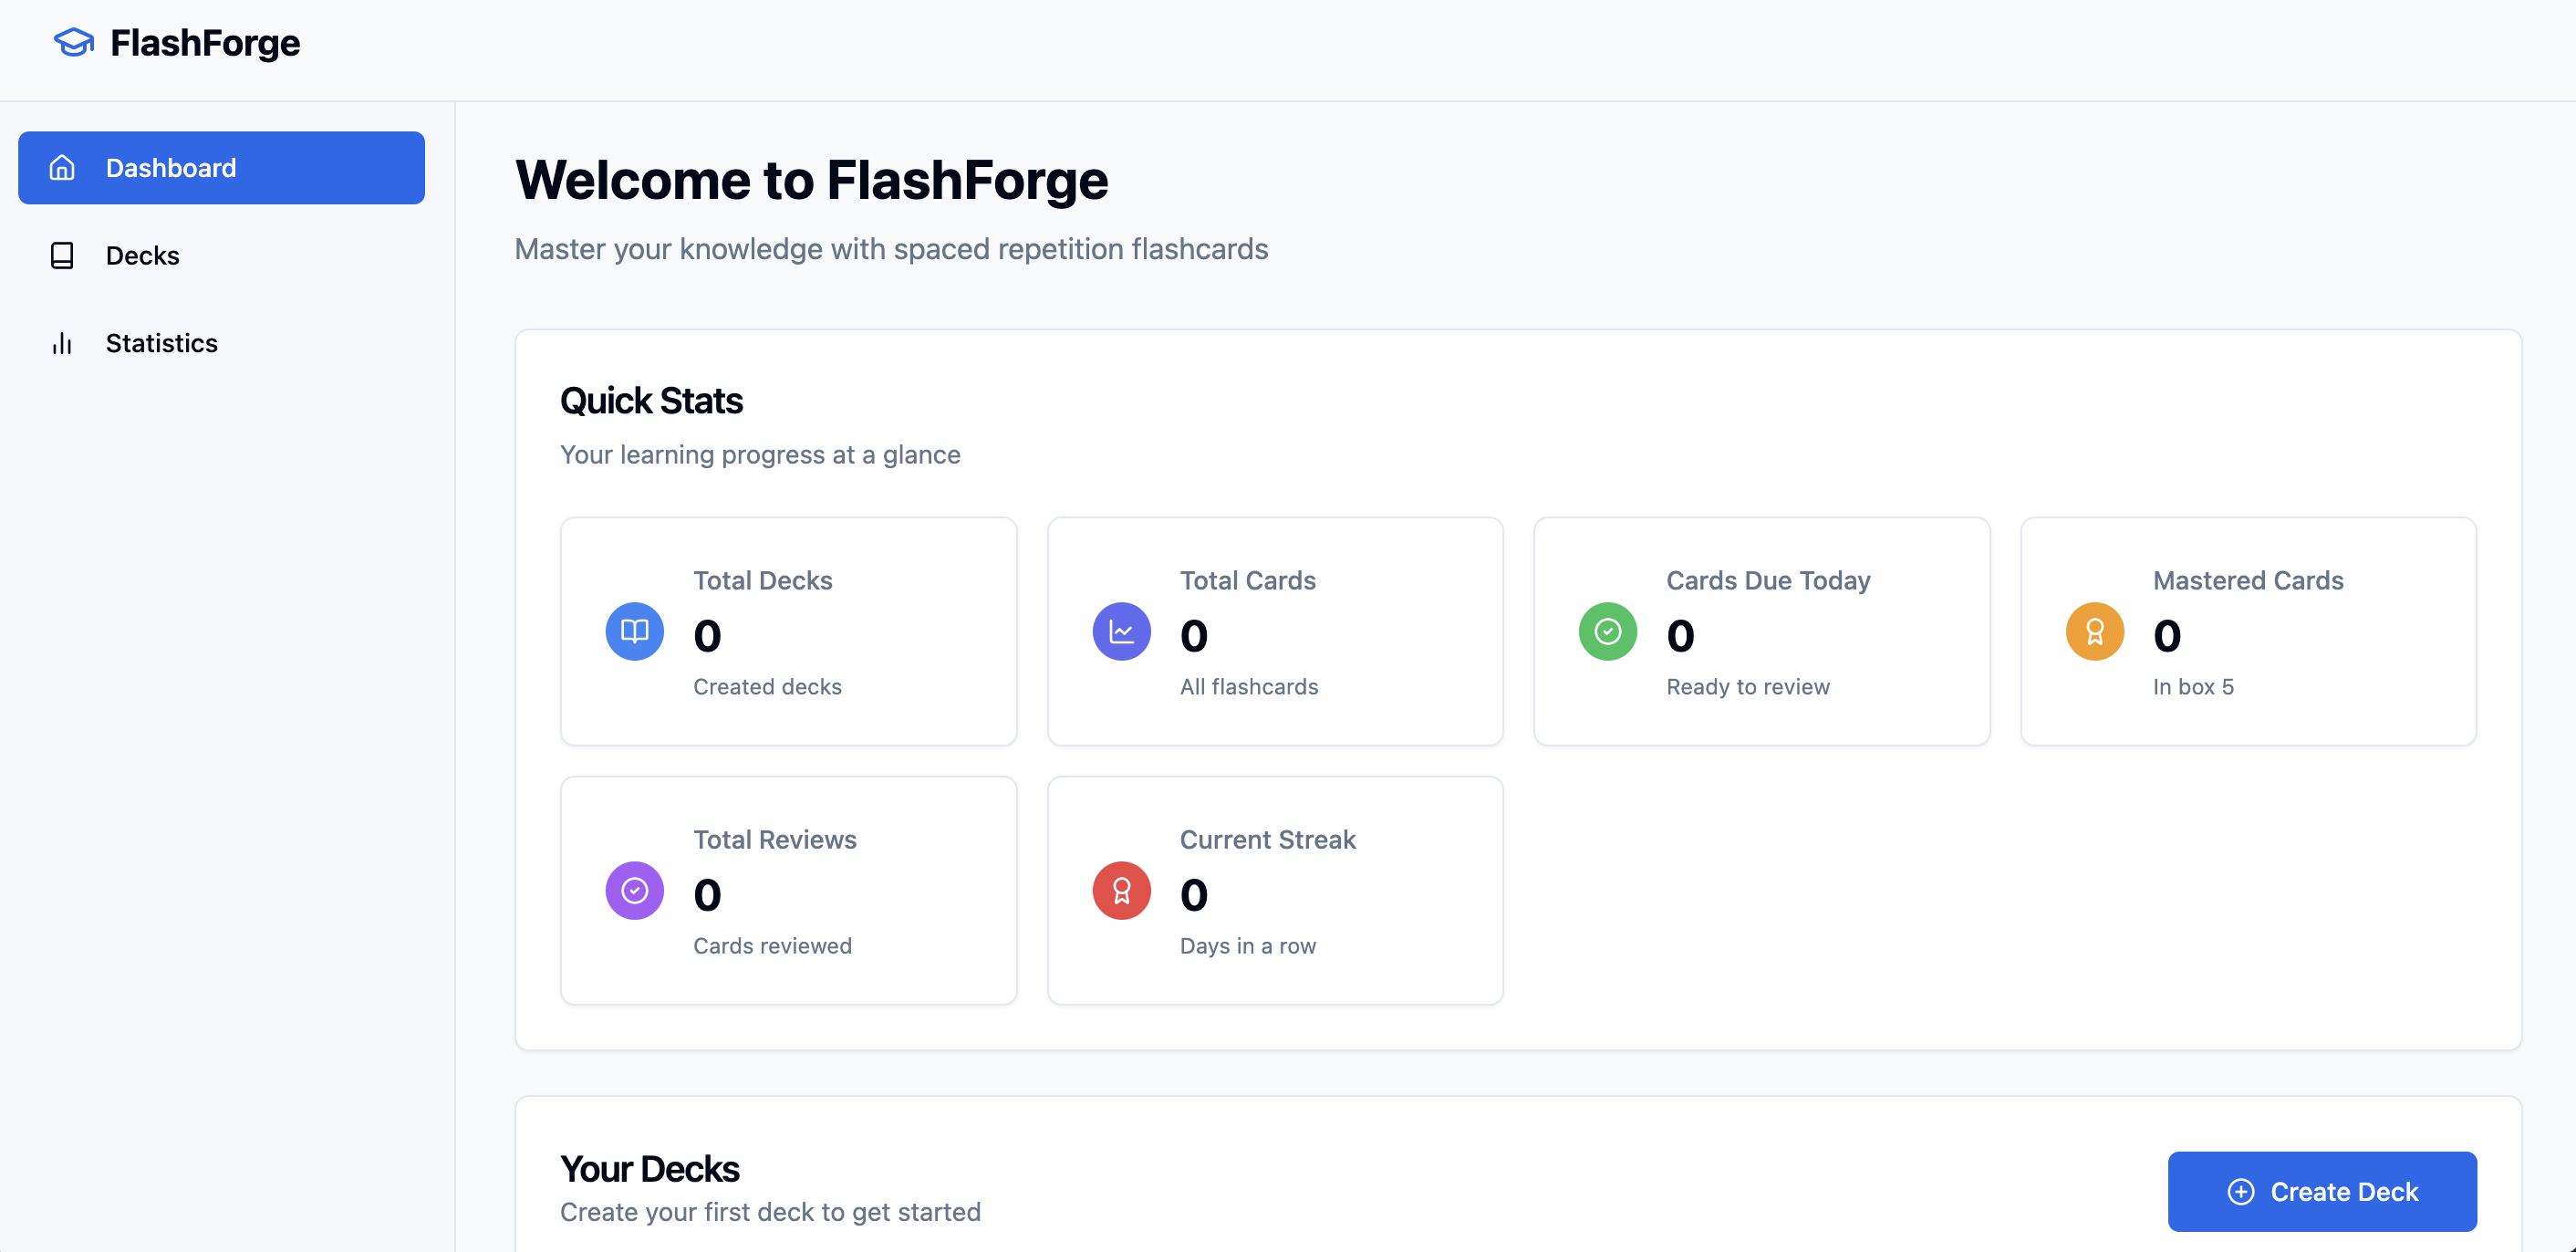 FlashForge
Dashboard
Decks
Statistics
Welcome to FlashForge
Master your knowledge with spaced repetition flashcards
Quick Stats
Your learning progress at a glance
Total Decks
0
Created decks
Total Cards
0
All flashcards
Cards Due Today
0
Ready to review
Mastered Cards
0
In box 5
Total Reviews
0
Cards reviewed
Current Streak
0
Days in a row
Your Decks
Create your first deck to get started
Create Deck